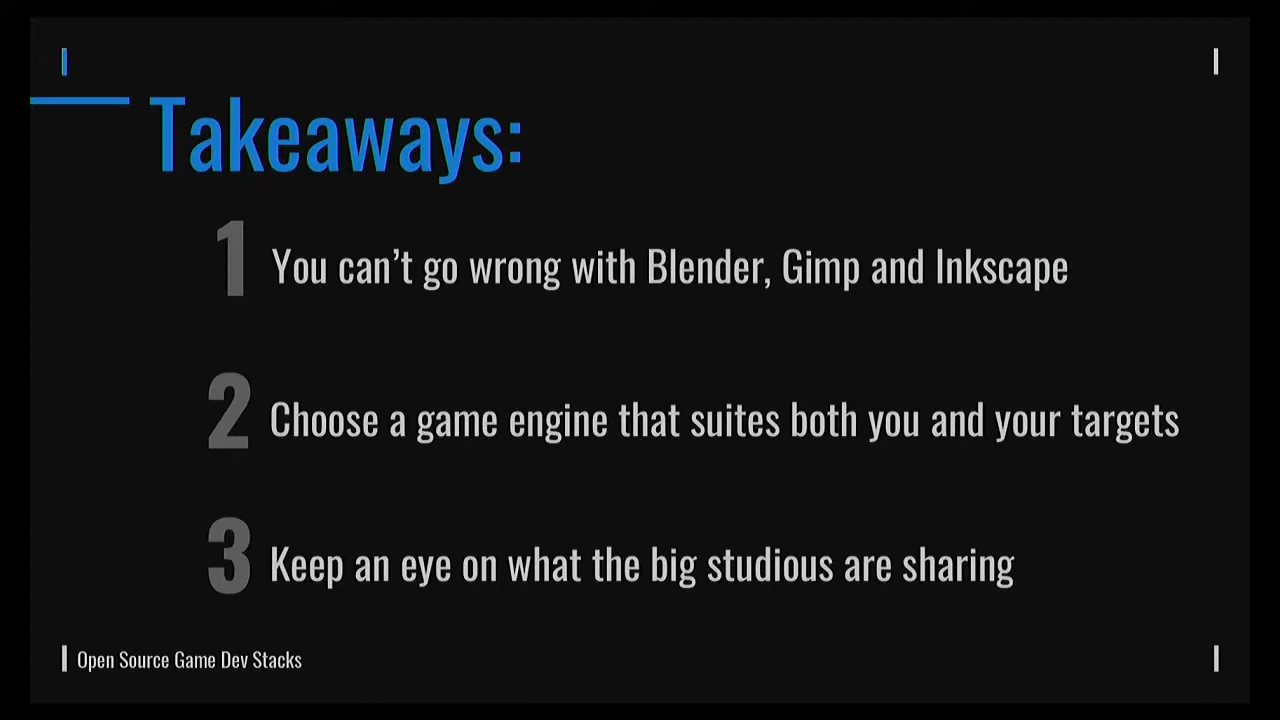 Takeaways:
1 You can't go wrong with Blender, Gimp and Inkscape
2 Choose a game engine that suites both you and your targets
3 Keep an eye on what the big studious are sharing
Open Source Game Dev Stacks